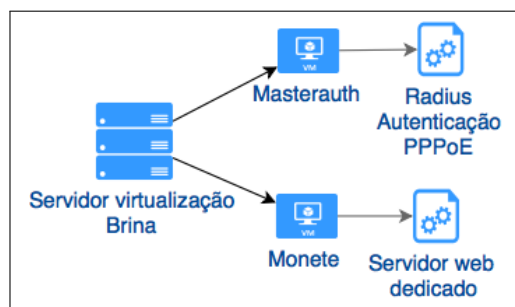 VM
Masterauth
Radius
Autenticação
PPPoE
Servidor virtualização
Brina
VM
Monete
Servidor web
dedicado